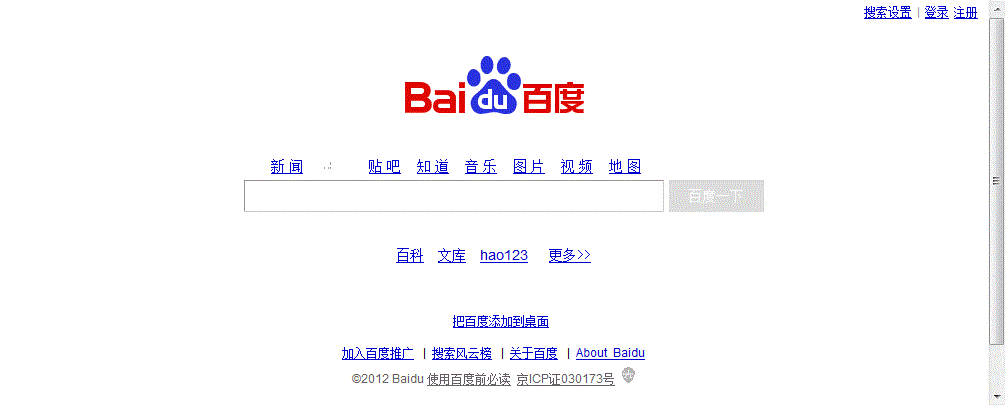 搜索设置 | 登录 注册
Bai du 百度
新 闻 贴 吧 知 道 音 乐 图 片 视 频 地 图
百度一下
百科 文库 hao123 更多>>
把百度添加到桌面
加入百度推广 | 搜索风云榜 | 关于百度 | About Baidu
©2012 Baidu 使用百度前必读 京ICP证030173号